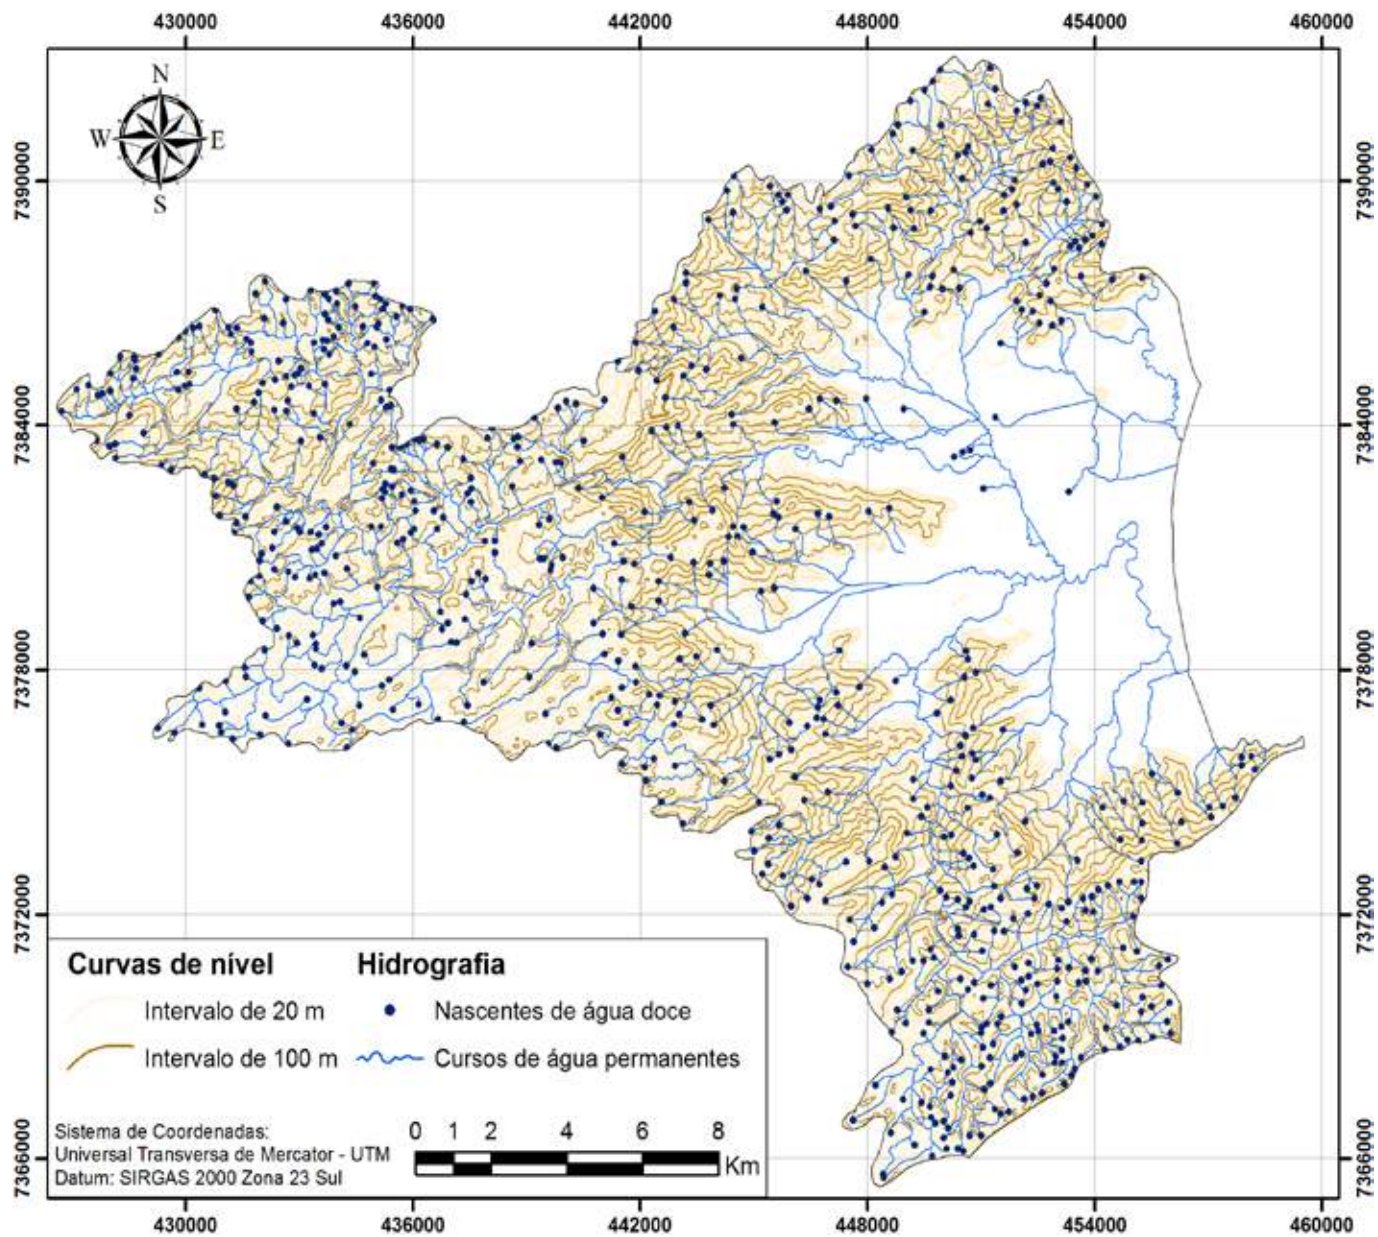 430000 436000 442000 448000 454000 460000
N
W E
S
7390000 7390000
7384000 7384000
7378000 7378000
7372000 7372000
7366000 7366000
Curvas de nível Hidrografia
Intervalo de 20 m Nascentes de água doce
Intervalo de 100 m Cursos de água permanentes
Sistema de Coordenadas:
Universal Transversa de Mercator - UTM
Datum: SIRGAS 2000 Zona 23 Sul
0 1 2 4 6 8
Km
430000 436000 442000 448000 454000 460000